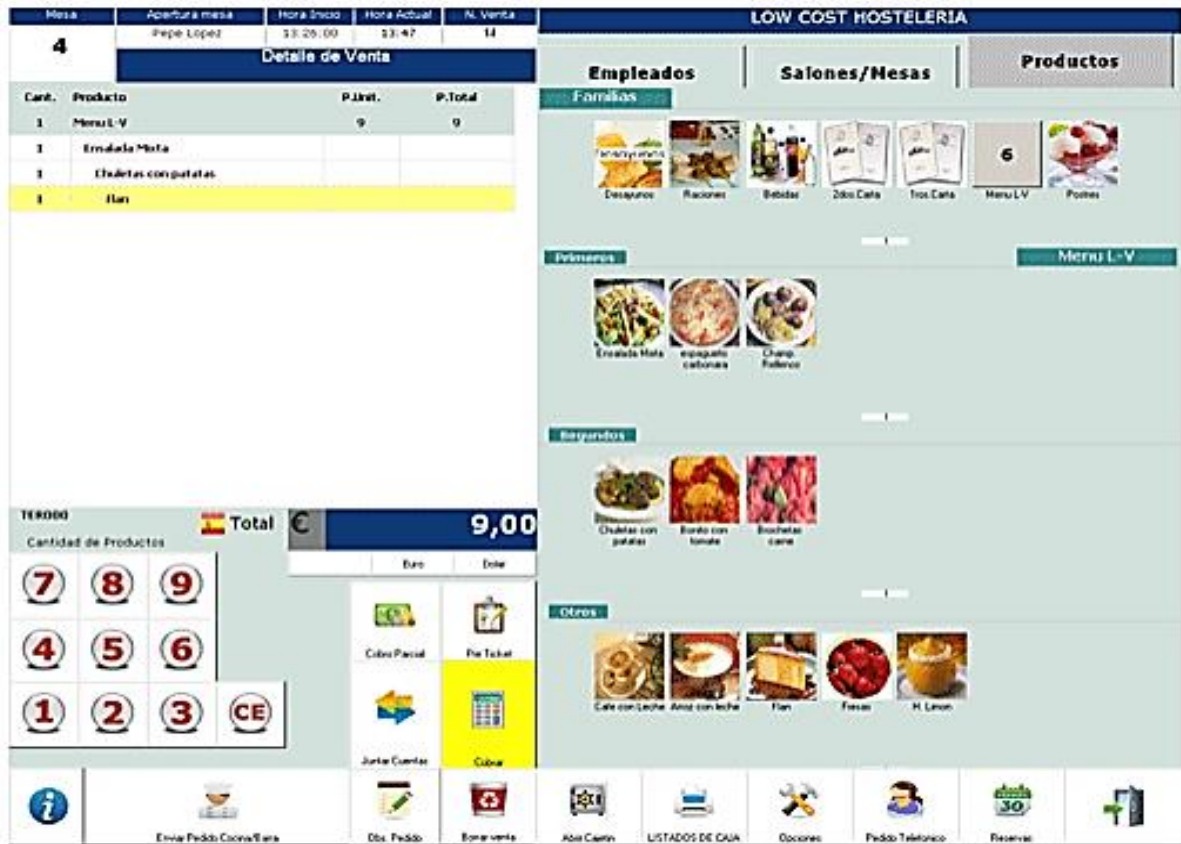 Mesa Apertura mesa Hora Inicio Hora Actual N. Venta
4 Pepe Lopez 13:26:00 13:47 14
Detalle de Venta
Cant. Producto P.Unit. P.Total
1 Menu L-V 9 9
1 Ensalada Mixta
1 Chuletas con patatas
1 flan
Total € 9,00
Cantidad de Productos
Euro Dolar
7 8 9
4 5 6
1 2 3 CE
Cobro Parcial Pre Ticket
Juntar Cuentas Cobrar
LOW COST HOSTELERIA
Empleados Salones/Mesas Productos
Familias
6
Desayunos Raciones Bebidas 2dos.Carta 1ros.Carta Menu L-V Postres
Primeros Menu L-V
Ensalada Mixta espagueto carbonara Champ. Rellenos
Segundos
Chuletas con patatas Bonito con tomate Brochetas carne
Otros
Cafe con Leche Arroz con leche Flan Fresas H. Limon
Enviar Pedido Cocina/Barra Obs. Pedido Borrar venta Abrir Cajon LISTADOS DE CAJA Opciones Pedido Telefonico 30 Reservas